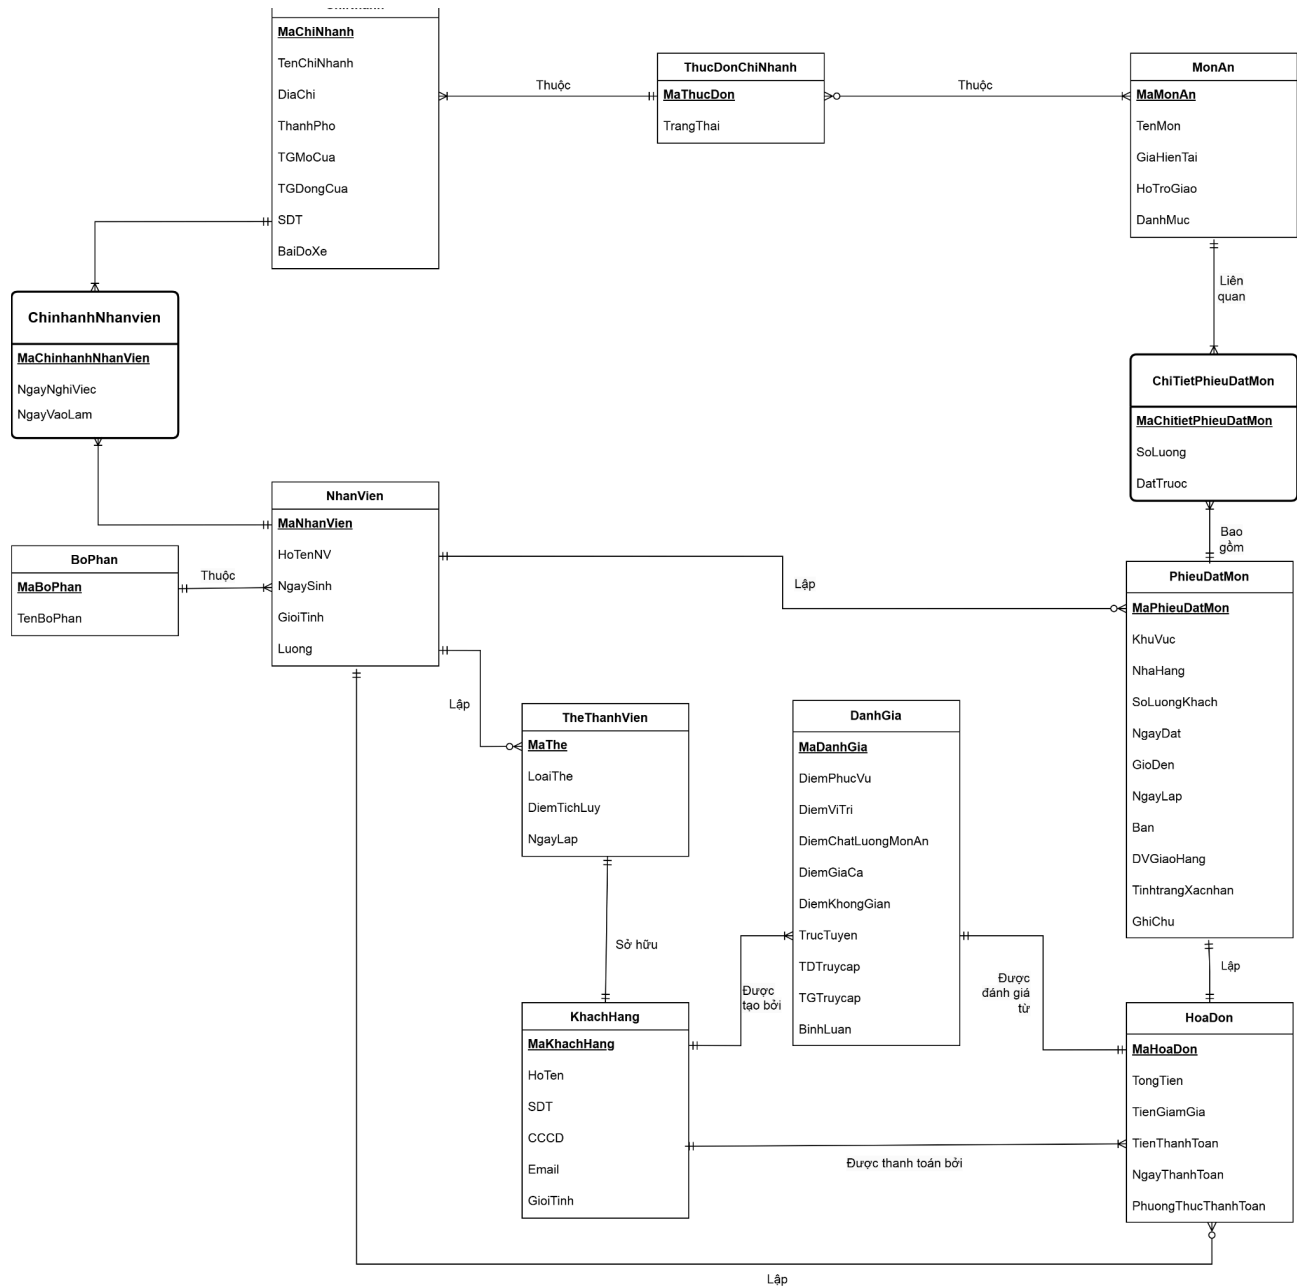 MaChiNhanh
TenChiNhanh
DiaChi
ThanhPho
TGMoCua
TGDongCua
SDT
BaiDoXe
Thuộc
ThucDonChiNhanh
MaThucDon
TrangThai
Thuộc
MonAn
MaMonAn
TenMon
GiaHienTai
HoTroGiao
DanhMuc
Liên
quan
ChinhanhNhanvien
MaChinhanhNhanVien
NgayNghiViec
NgayVaoLam
ChiTietPhieuDatMon
MaChitietPhieuDatMon
SoLuong
DatTruoc
Bao
gồm
NhanVien
MaNhanVien
HoTenNV
NgaySinh
GioiTinh
Luong
BoPhan
MaBoPhan
TenBoPhan
Thuộc
Lập
PhieuDatMon
MaPhieuDatMon
KhuVuc
NhaHang
SoLuongKhach
NgayDat
GioDen
NgayLap
Ban
DVGiaoHang
TinhtrangXacnhan
GhiChu
Lập
TheThanhVien
MaThe
LoaiThe
DiemTichLuy
NgayLap
DanhGia
MaDanhGia
DiemPhucVu
DiemViTri
DiemChatLuongMonAn
DiemGiaCa
DiemKhongGian
TrucTuyen
TDTruycap
TGTruycap
BinhLuan
Sở hữu
Được
tạo bởi
Được
đánh giá
từ
Lập
KhachHang
MaKhachHang
HoTen
SDT
CCCD
Email
GioiTinh
HoaDon
MaHoaDon
TongTien
TienGiamGia
TienThanhToan
NgayThanhToan
PhuongThucThanhToan
Được thanh toán bởi
Lập